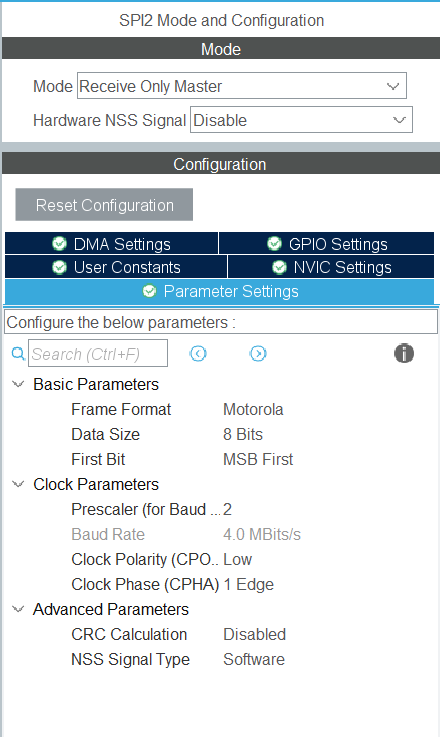 SPI2 Mode and Configuration
Mode
Mode Receive Only Master
Hardware NSS Signal Disable
Configuration
Reset Configuration
DMA Settings GPIO Settings
User Constants NVIC Settings
Parameter Settings
Configure the below parameters :
Search (Ctrl+F)
Basic Parameters
Frame Format Motorola
Data Size 8 Bits
First Bit MSB First
Clock Parameters
Prescaler (for Baud ... 2
Baud Rate 4.0 MBits/s
Clock Polarity (CPO.. Low
Clock Phase (CPHA) 1 Edge
Advanced Parameters
CRC Calculation Disabled
NSS Signal Type Software